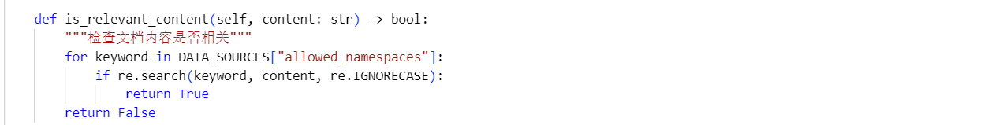 def is_relevant_content(self, content: str) -> bool:
    """检查文档内容是否相关"""
    for keyword in DATA_SOURCES["allowed_namespaces"]:
        if re.search(keyword, content, re.IGNORECASE):
            return True
    return False